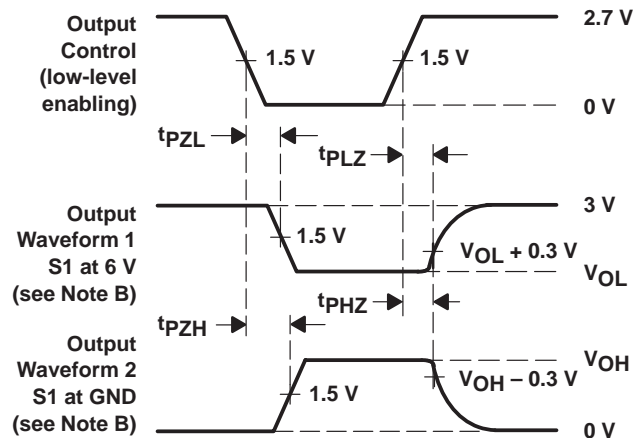 Output
Control
(low-level
enabling)
1.5 V
1.5 V
2.7 V
0 V
tPZL
tPLZ
Output
Waveform 1
S1 at 6 V
(see Note B)
1.5 V
3 V
VOL + 0.3 V
VOL
tPZH
tPHZ
Output
Waveform 2
S1 at GND
(see Note B)
1.5 V
VOH
VOH – 0.3 V
0 V